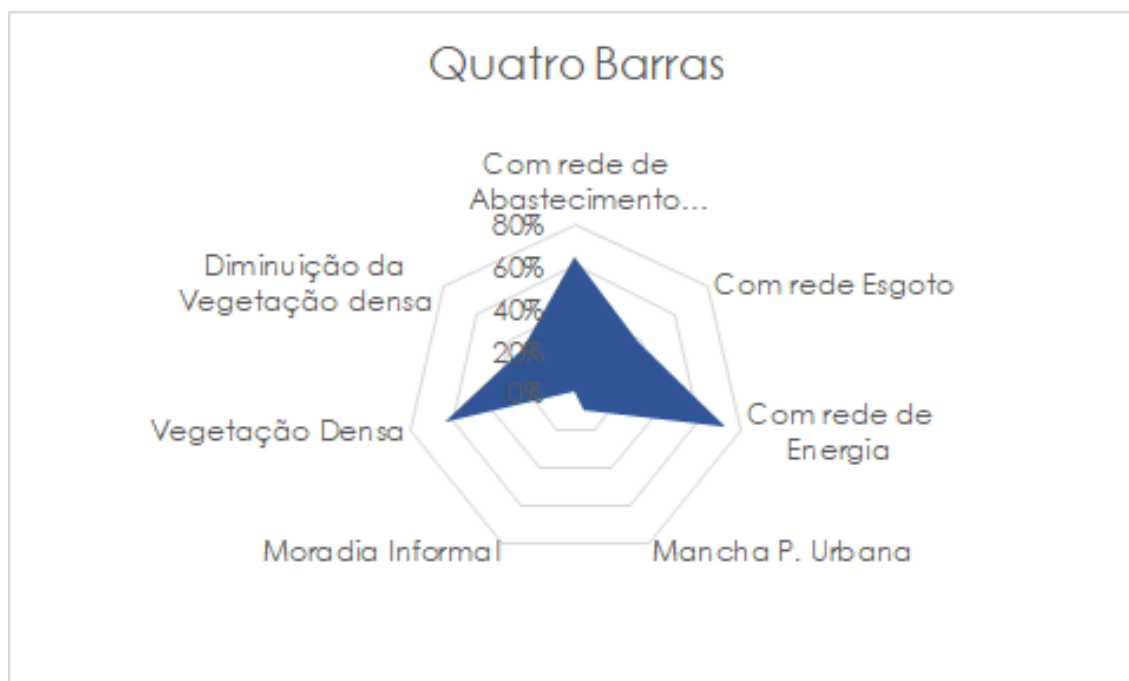 Quatro Barras
Com rede de
Abastecimento...
80%
60%
40%
20%
0%
Com rede Esgoto
Com rede de
Energia
Mancha P. Urbana
Moradia Informal
Vegetação Densa
Diminuição da
Vegetação densa